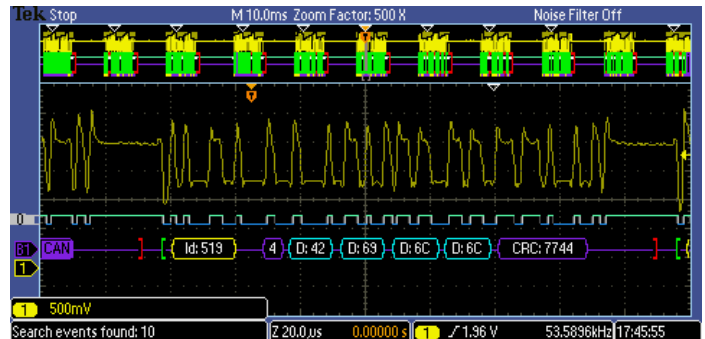 Tek Stop M 10.0ms Zoom Factor: 500 X Noise Filter Off
T
T
D
B1 CAN ] [ Id: 519 4 D: 42 D: 69 D: 6C D: 6C CRC: 7744 ] [
1
1 500mV
Search events found: 10 Z 20.0µs 0.00000 s 1 ∫ 1.96 V 53.5896kHz 17:45:55